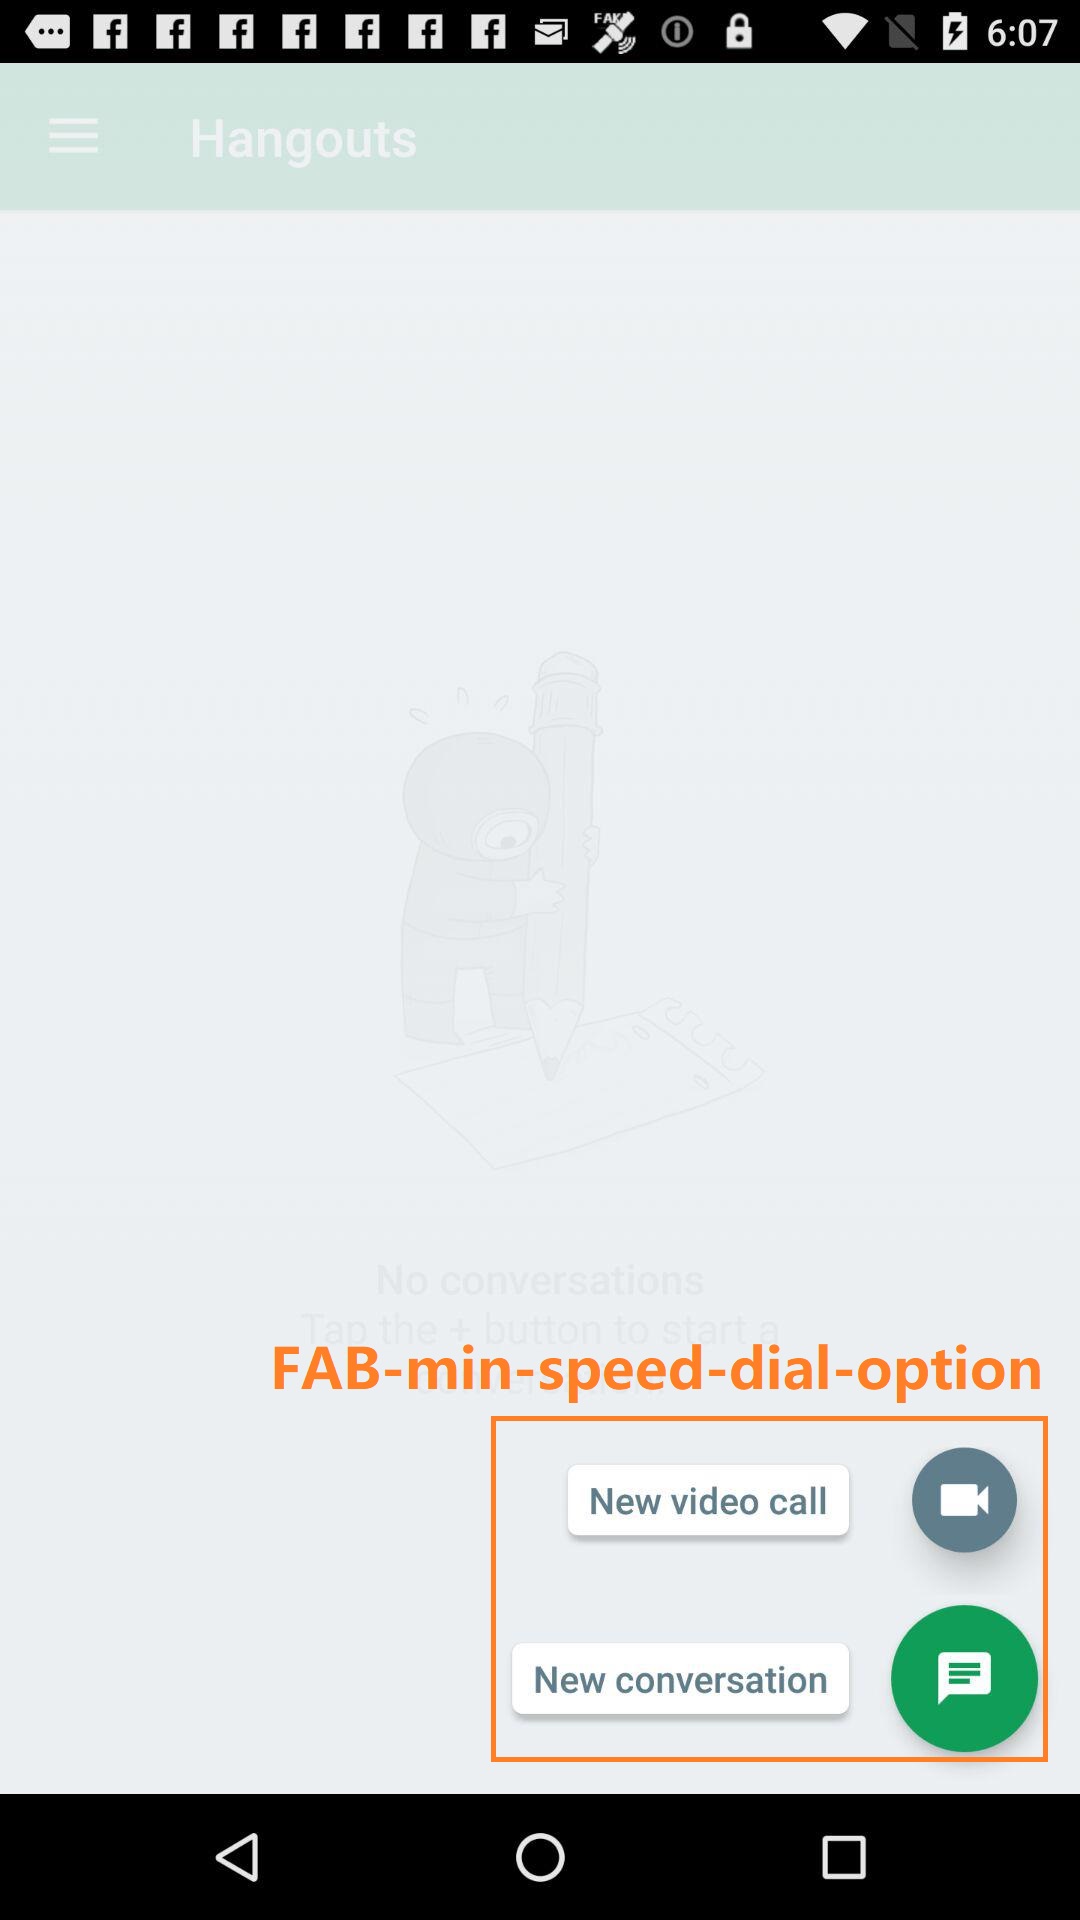 FAK
6:07
Hangouts
No conversations
Tap the + button to start a
FAB-min-speed-dial-option
New video call
New conversation